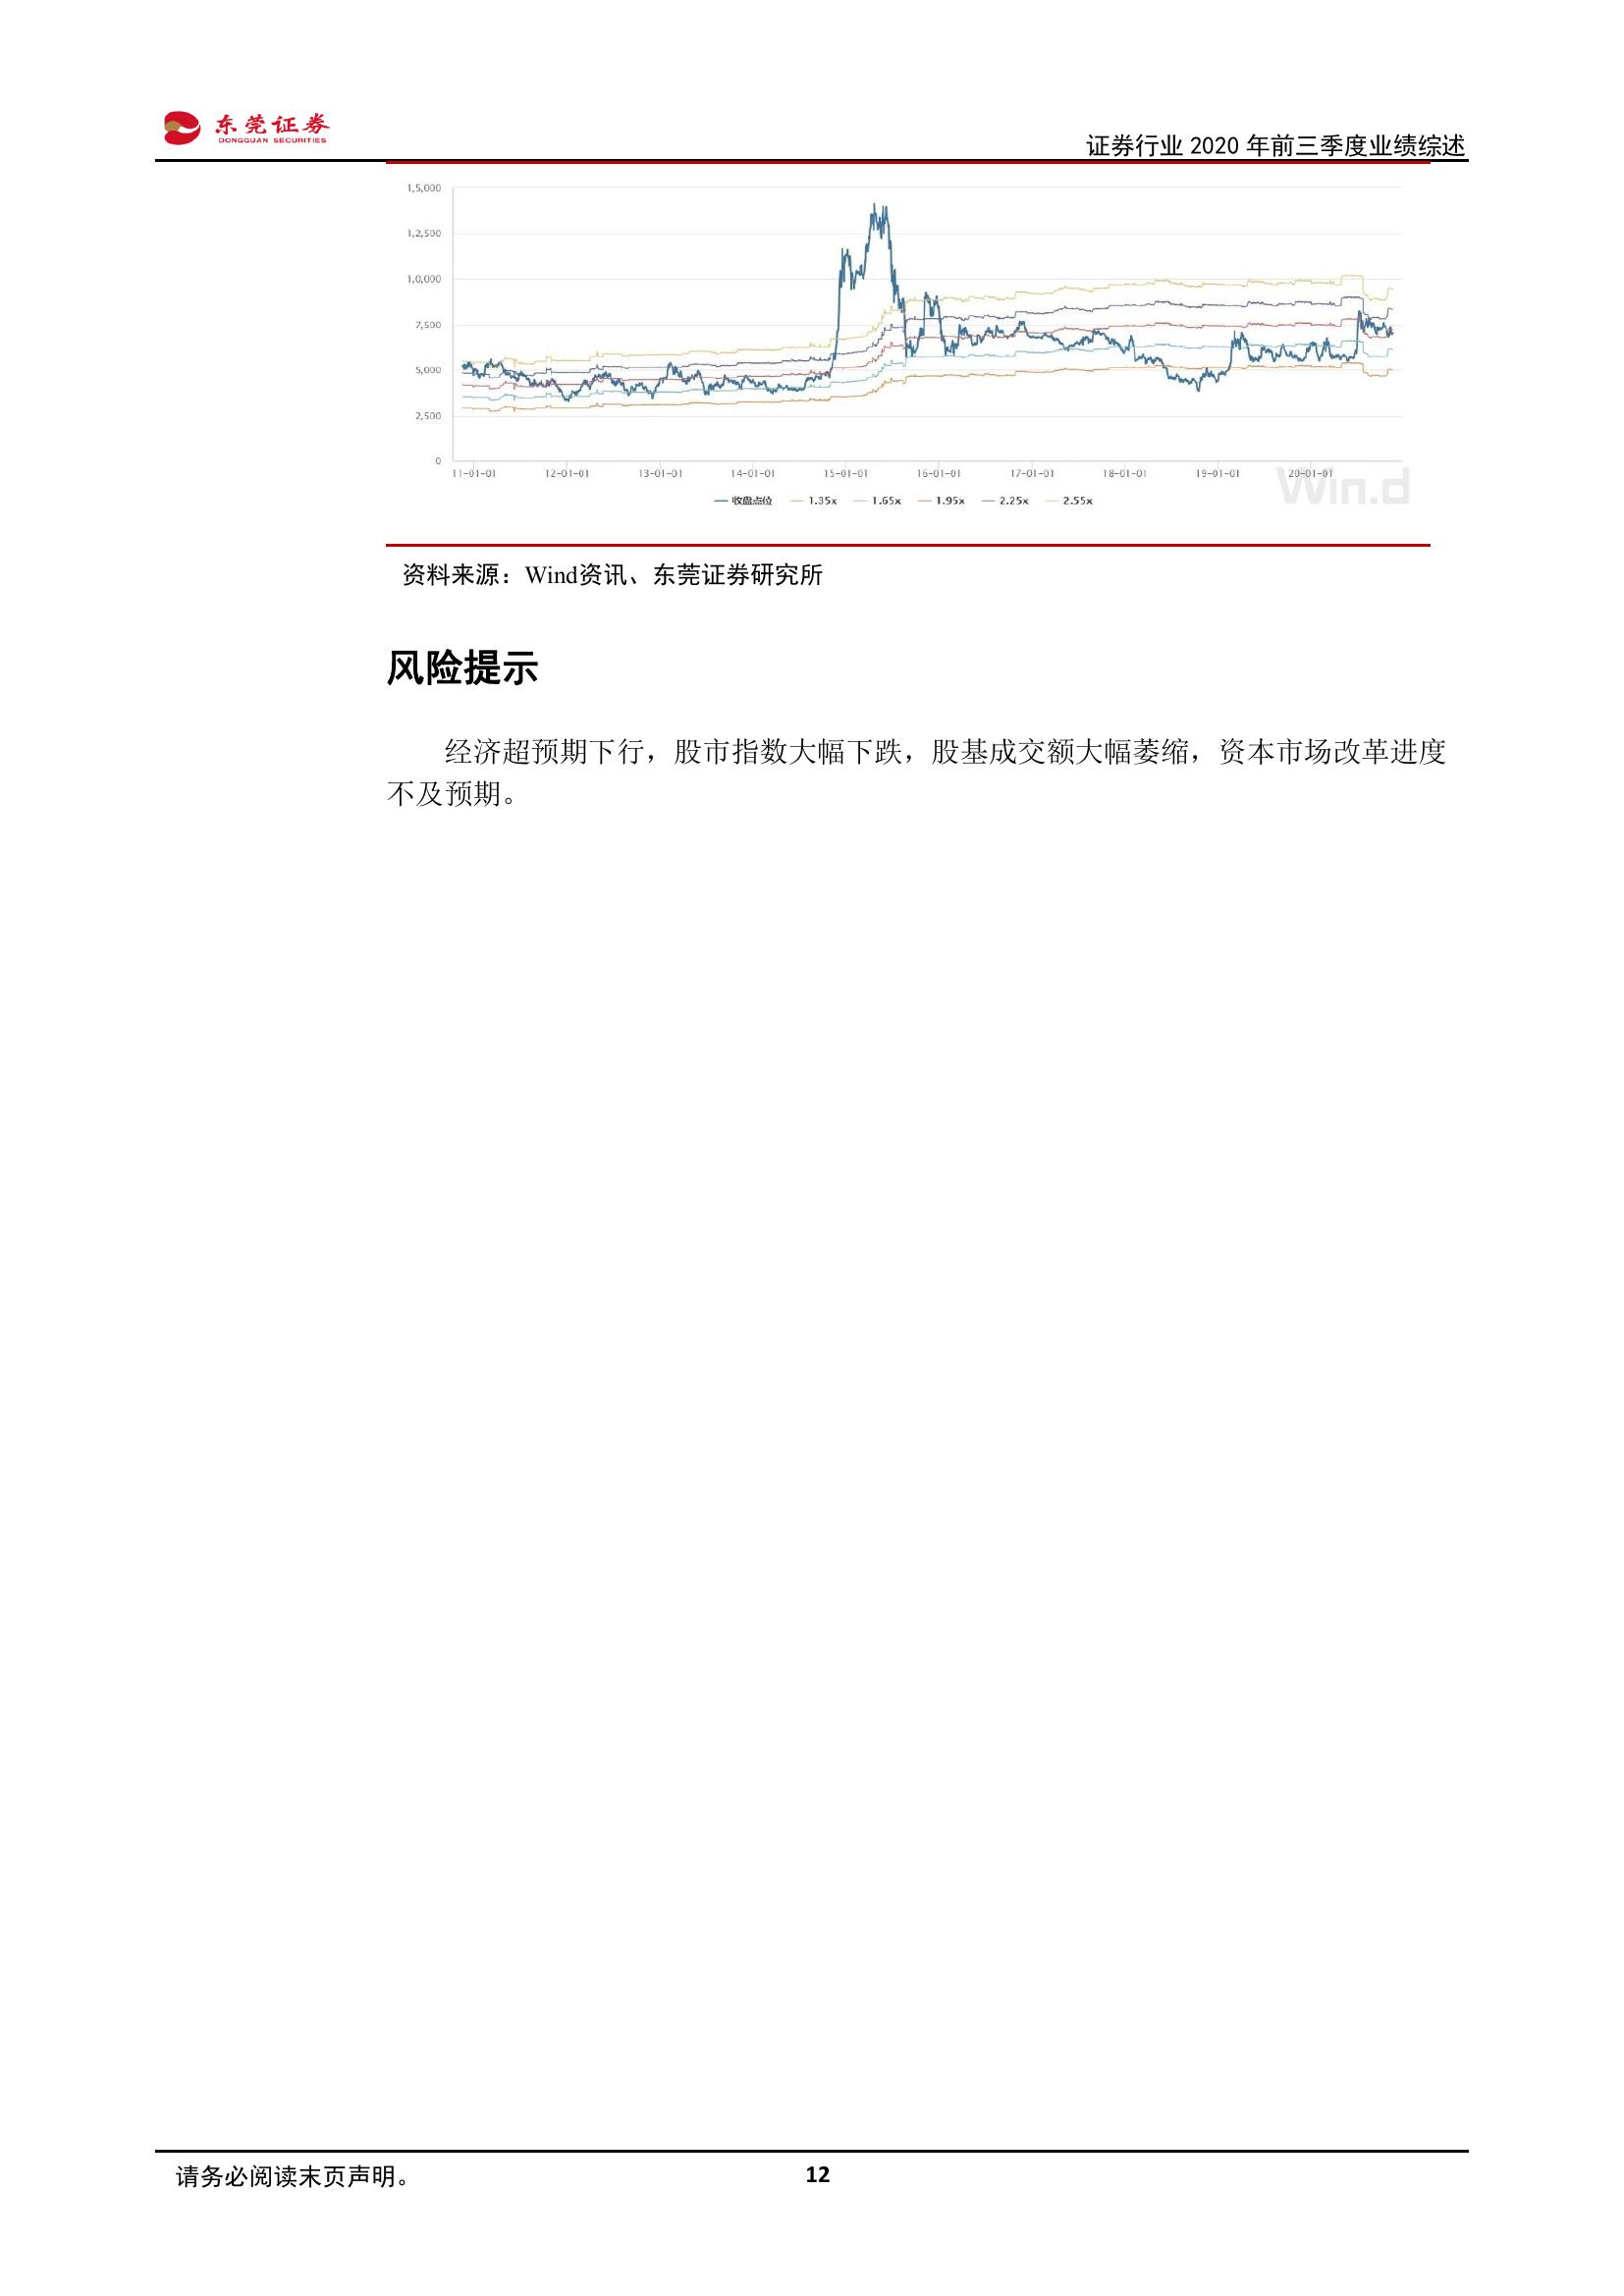 东莞证券
DONGGUAN SECURITIES
证券行业 2020 年前三季度业绩综述
1,5,000
1,2,500
1,0,000
7,500
5,000
2,500
0
11-01-01 12-01-01 13-01-01 14-01-01 15-01-01 16-01-01 17-01-01 18-01-01 19-01-01 20-01-01
Win.d
收盘点位 1.35x 1.65x 1.95x 2.25x 2.55x
资料来源：Wind资讯、东莞证券研究所
风险提示
经济超预期下行，股市指数大幅下跌，股基成交额大幅萎缩，资本市场改革进度
不及预期。
请务必阅读末页声明。 12